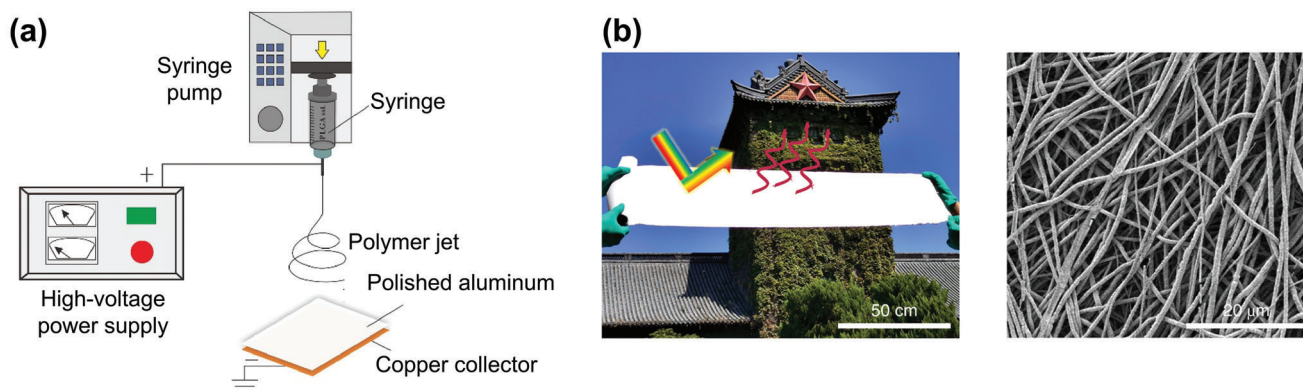 (a)
Syringe
pump
Syringe
PLGA sol.
+
Polymer jet
Polished aluminum
High-voltage
power supply
Copper collector
−
(b)
50 cm
20 μm